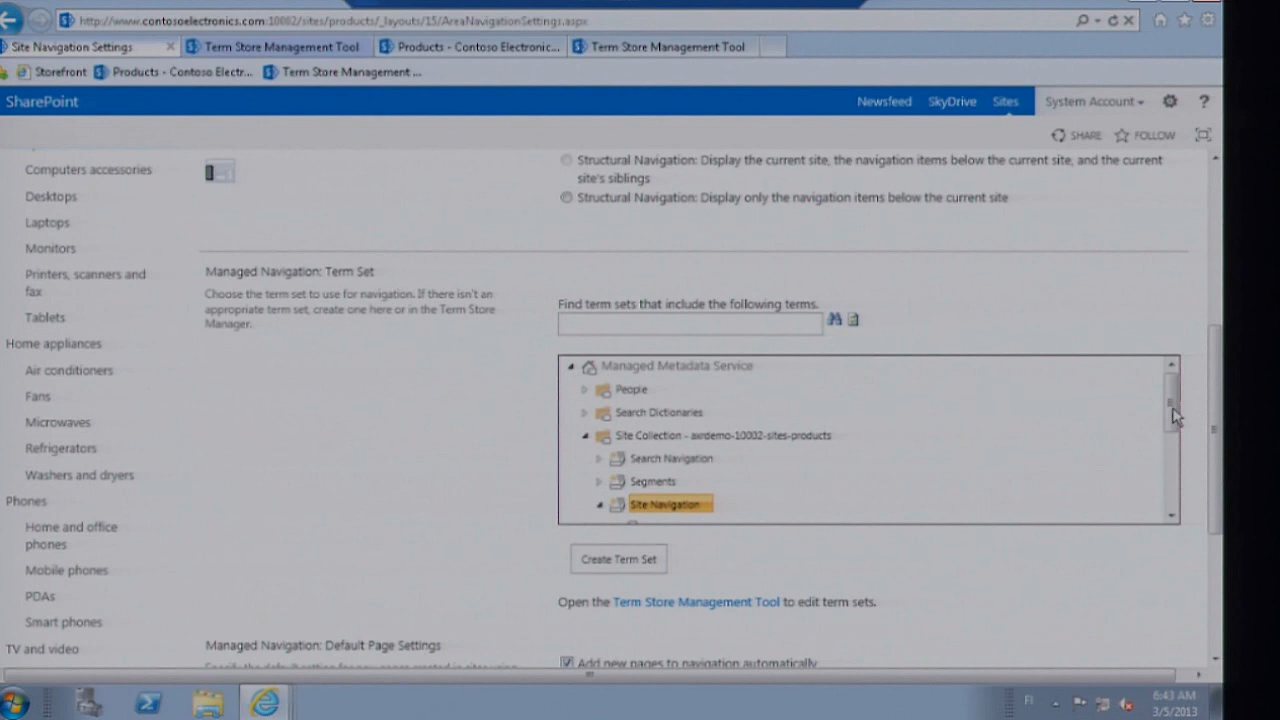 http://www.contosoelectronics.com:10002/sites/products/_layouts/15/AreaNavigationSettings.aspx
Site Navigation Settings
Term Store Management Tool
Products - Contoso Electronic...
Term Store Management Tool
Storefront
Products - Contoso Electr...
Term Store Management ...
SharePoint
Newsfeed
SkyDrive
Sites
System Account
?
SHARE
FOLLOW
Computers accessories
Desktops
Laptops
Monitors
Printers, scanners and
fax
Tablets
Home appliances
Air conditioners
Fans
Microwaves
Refrigerators
Washers and dryers
Phones
Home and office
phones
Mobile phones
PDAs
Smart phones
TV and video
Structural Navigation: Display the current site, the navigation items below the current site, and the current
site's siblings
Structural Navigation: Display only the navigation items below the current site
Managed Navigation: Term Set
Choose the term set to use for navigation. If there isn't an
appropriate term set, create one here or in the Term Store
Manager.
Find term sets that include the following terms.
Managed Metadata Service
People
Search Dictionaries
Site Collection - awdemo-10002-sites-products
Search Navigation
Segments
Site Navigation
Create Term Set
Open the Term Store Management Tool to edit term sets.
Managed Navigation: Default Page Settings
Add new pages to navigation automatically
FI
6:43 AM
3/5/2013